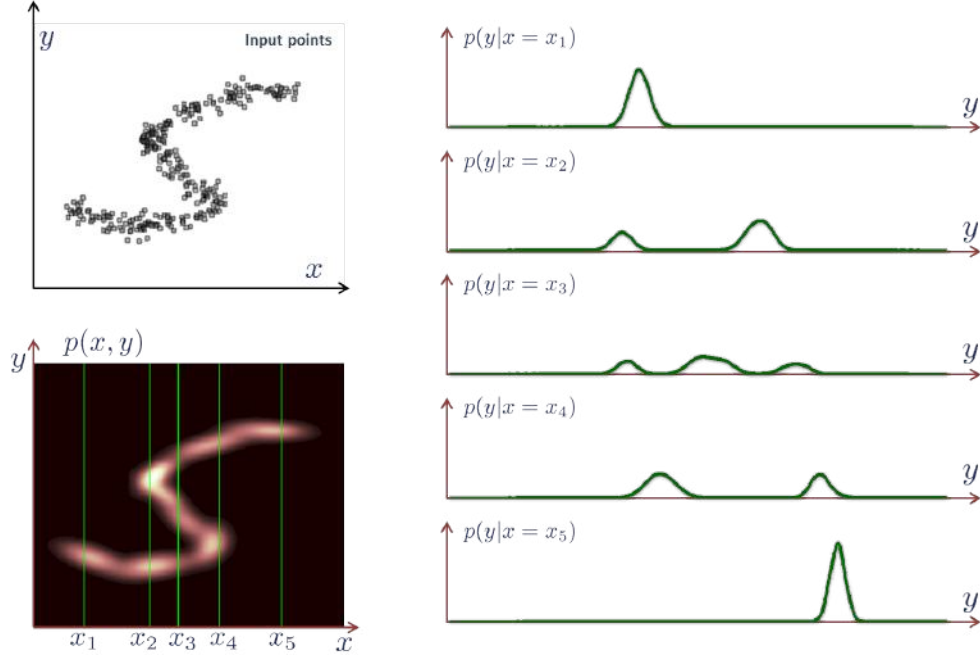 y
Input points
x
p(x, y)
y
x₁ x₂ x₃ x₄ x₅ x
p(y|x = x₁)
y
p(y|x = x₂)
y
p(y|x = x₃)
y
p(y|x = x₄)
y
p(y|x = x₅)
y